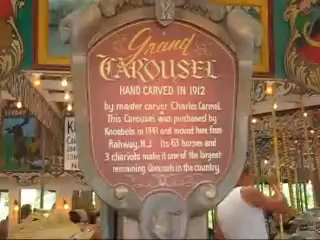 Grand
CAROUSEL
HAND CARVED IN 1912
by master carver Charles Carmel.
This Carousel was purchased by
Knoebels in 1941 and moved here from
Rahway, N.J. Its 63 horses and
3 chariots make it one of the largest
remaining Carousels in the country